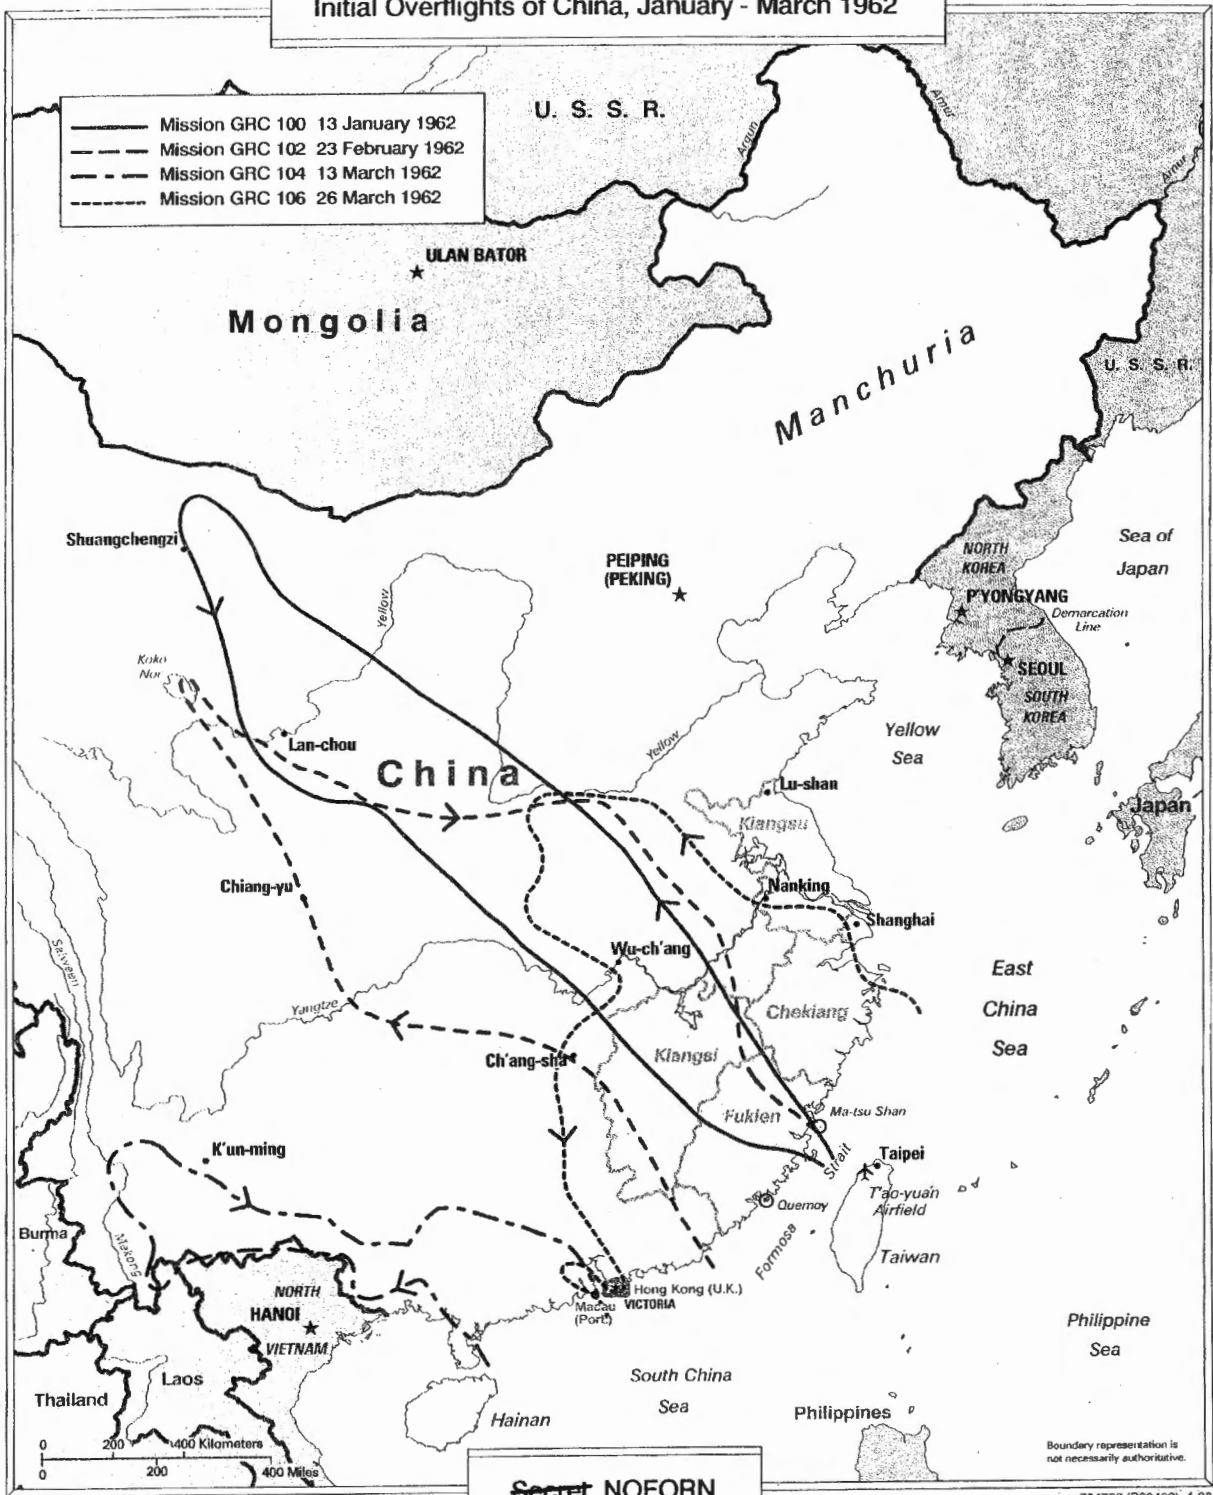 Initial Overflights of China, January - March 1962
Mission GRC 100 13 January 1962
Mission GRC 102 23 February 1962
Mission GRC 104 13 March 1962
Mission GRC 106 26 March 1962
U. S. S. R.
Argun
Amur
Amur
ULAN BATOR
Mongolia
Manchuria
U. S. S. R.
Shuangchengzi
PEIPING
(PEKING)
NORTH
KOREA
Sea of
Japan
P'YONGYANG
Demarcation
Line
Yellow
Koko
Nor
SEOUL
SOUTH
KOREA
Lan-chou
Yellow
Yellow
Sea
China
Lu-shan
Kiangsu
Japan
Chiang-yu
Nanking
Shanghai
Salween
Wu-ch'ang
East
China
Sea
Yangtze
Chekiang
Ch'ang-sha
Kiangsi
Fukien
Ma-tsu Shan
K'un-ming
Strait
Taipei
T'ao-yuan
Airfield
Quemoy
Burma
Mekong
Formosa
Taiwan
NORTH
Hong Kong (U.K.)
VICTORIA
Macau
(Port.)
HANOI
VIETNAM
Philippine
Sea
Laos
South China
Sea
Thailand
Hainan
Philippines
0 200 400 Kilometers
0 200 400 Miles
Boundary representation is
not necessarily authoritative.
Secret NOFORN